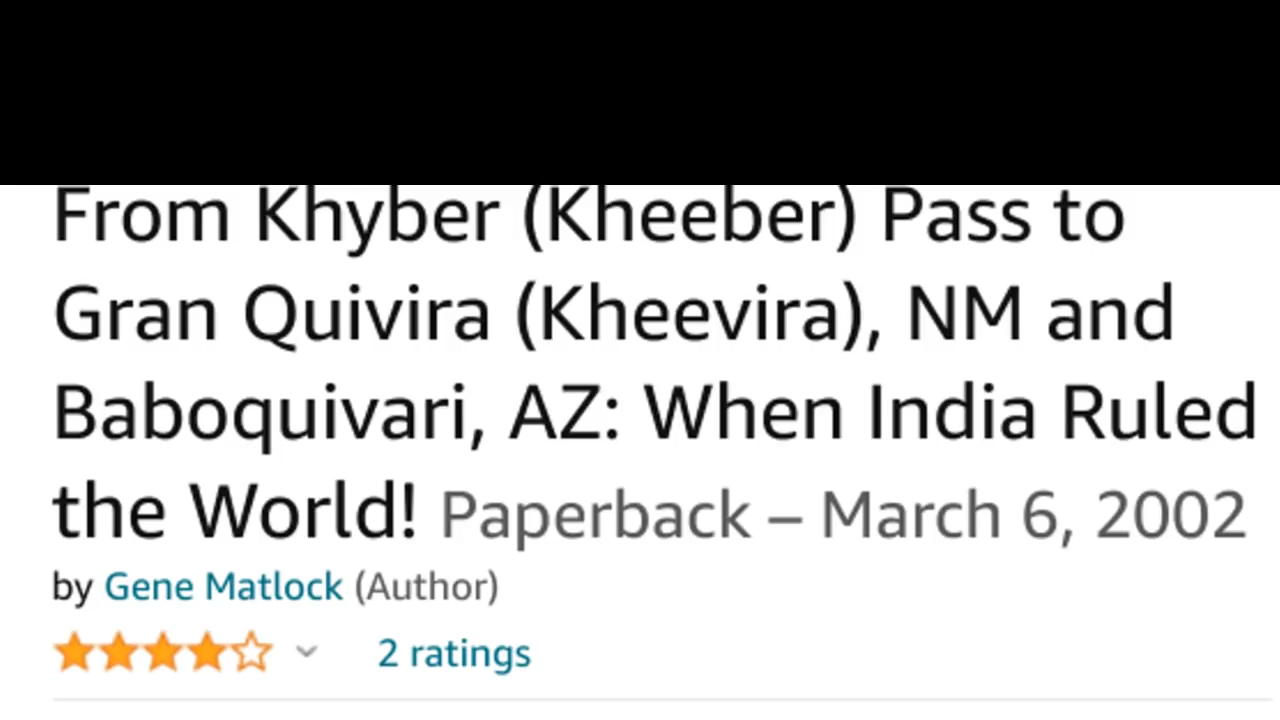 From Khyber (Kheeber) Pass to
Gran Quivira (Kheevira), NM and
Baboquivari, AZ: When India Ruled
the World! Paperback – March 6, 2002
by Gene Matlock (Author)
2 ratings